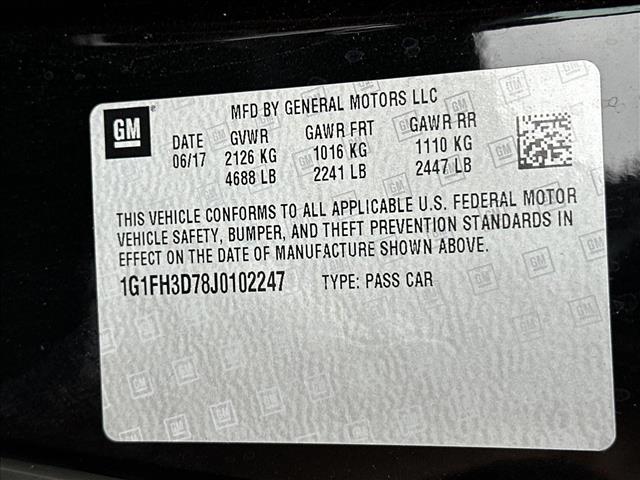 GM
MFD BY GENERAL MOTORS LLC
DATE GVWR GAWR FRT GAWR RR
06/17 2126 KG 1016 KG 1110 KG
4688 LB 2241 LB 2447 LB
THIS VEHICLE CONFORMS TO ALL APPLICABLE U.S. FEDERAL MOTOR
VEHICLE SAFETY, BUMPER, AND THEFT PREVENTION STANDARDS IN
EFFECT ON THE DATE OF MANUFACTURE SHOWN ABOVE.
1G1FH3D78J0102247 TYPE: PASS CAR